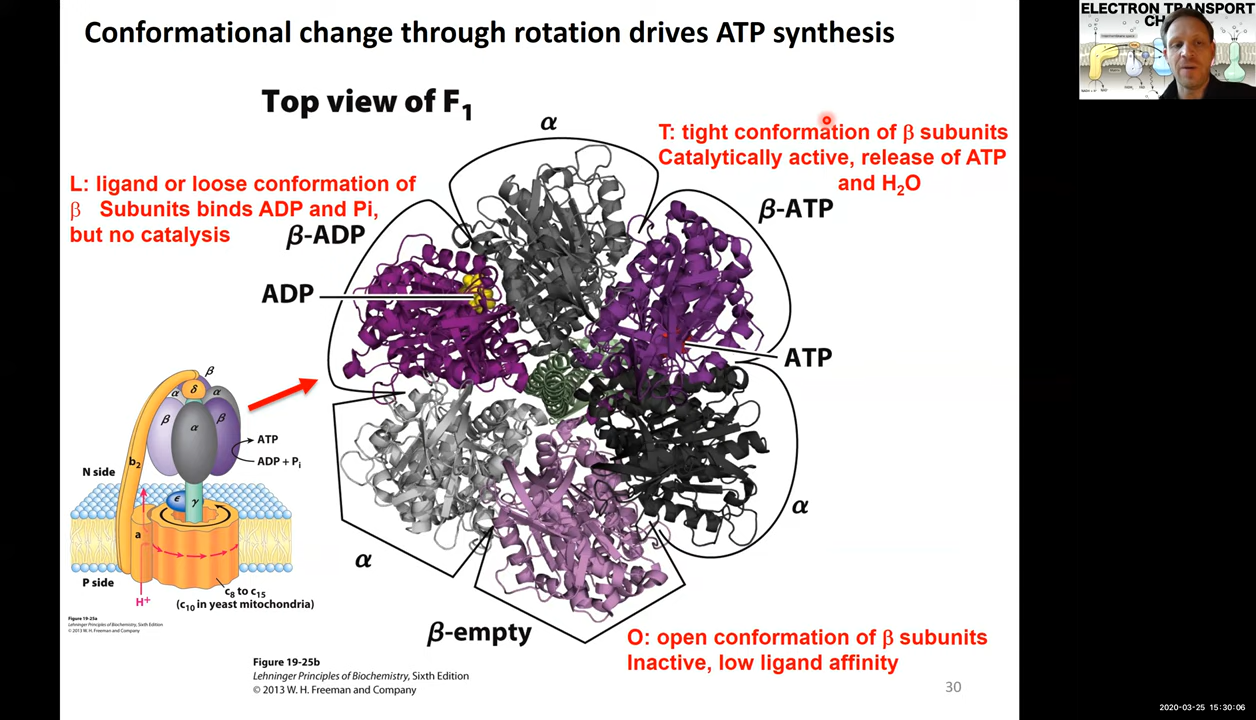 Conformational change through rotation drives ATP synthesis
ELECTRON TRANSPORT
Top view of F₁
α
T: tight conformation of β subunits
Catalytically active, release of ATP
and H₂O
L: ligand or loose conformation of
β Subunits binds ADP and Pi,
but no catalysis
β-ADP
β-ATP
ADP
ATP
β
α
δ
α
β
α
β
ATP
ADP + Pᵢ
b₂
N side
ε
γ
a
P side
H⁺
c₈ to c₁₅
(c₁₀ in yeast mitochondria)
Figure 19-25a
Lehninger Principles of Biochemistry, Sixth Edition
© 2013 W. H. Freeman and Company
α
α
β-empty
O: open conformation of β subunits
Inactive, low ligand affinity
Figure 19-25b
Lehninger Principles of Biochemistry, Sixth Edition
© 2013 W. H. Freeman and Company
30
2020-03-25 15:30:06